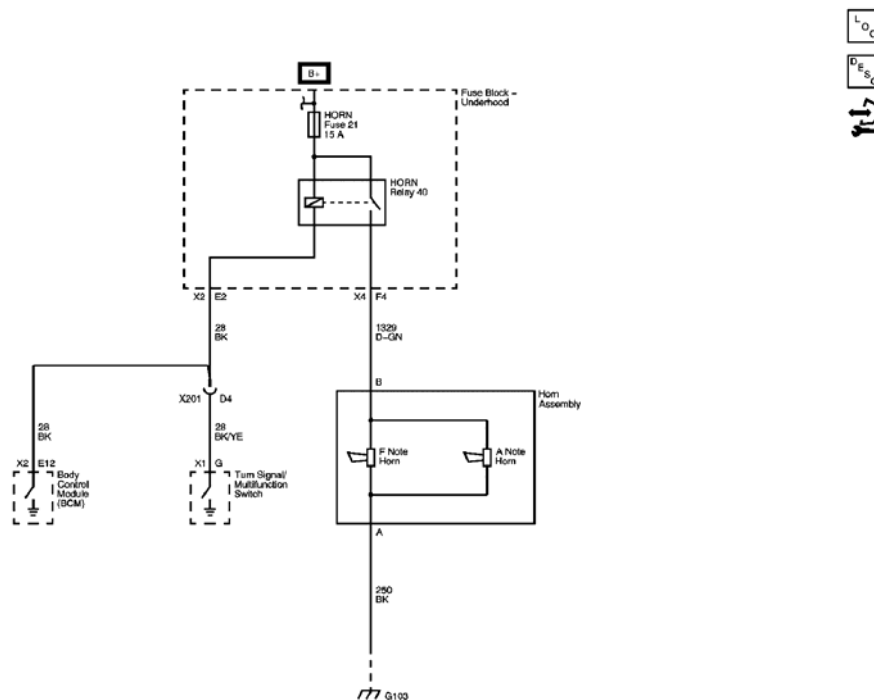 B+
Fuse Block -
Underhood
HORN
Fuse 21
15 A
HORN
Relay 40
X2 E2
X4 F4
28
BK
1329
D-GN
B
Horn
Assembly
X201 D4
28
BK
28
BK/YE
F Note
Horn
A Note
Horn
X2 E12
Body
Control
Module
(BCM)
X1 G
Turn Signal/
Multifunction
Switch
A
250
BK
G103